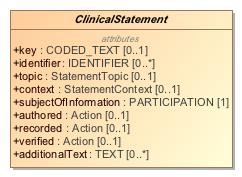 ClinicalStatement
attributes
+key : CODED_TEXT [0..1]
+identifier: IDENTIFIER [0..*]
+topic : StatementTopic [0..1]
+context : StatementContext [0..1]
+subjectOfInformation : PARTICIPATION [1]
+authored : Action [0..1]
+recorded : Action [0..1]
+verified : Action [0..1]
+additionalText : TEXT [0..*]